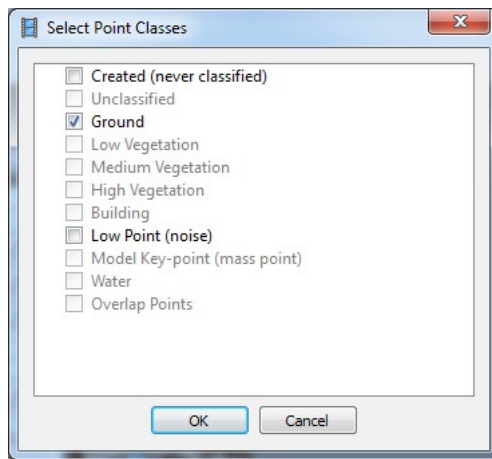 Select Point Classes
Created (never classified)
Unclassified
Ground
Low Vegetation
Medium Vegetation
High Vegetation
Building
Low Point (noise)
Model Key-point (mass point)
Water
Overlap Points
OK
Cancel